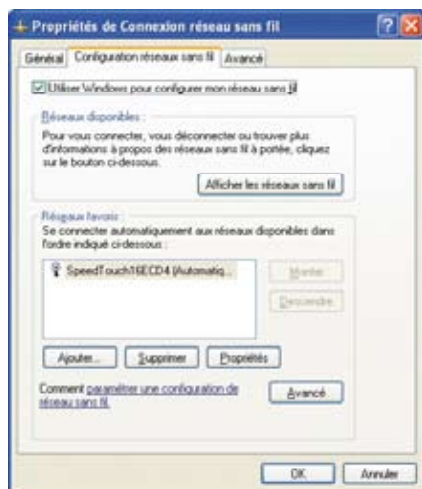 Propriétés de Connexion réseau sans fil
Général Configuration réseaux sans fil Avancé
Utiliser Windows pour configurer mon réseau sans fil
Réseaux disponibles :
Pour vous connecter, vous déconnecter ou trouver plus
d'informations à propos des réseaux sans fil à portée, cliquez
sur le bouton ci-dessous.
Afficher les réseaux sans fil
Réseaux favoris :
Se connecter automatiquement aux réseaux disponibles dans
l'ordre indiqué ci-dessous :
SpeedTouch16ECD4 (Automatiq...
Monter
Descendre
Ajouter... Supprimer Propriétés
Comment paramétrer une configuration de
réseau sans fil.
Avancé
OK Annuler